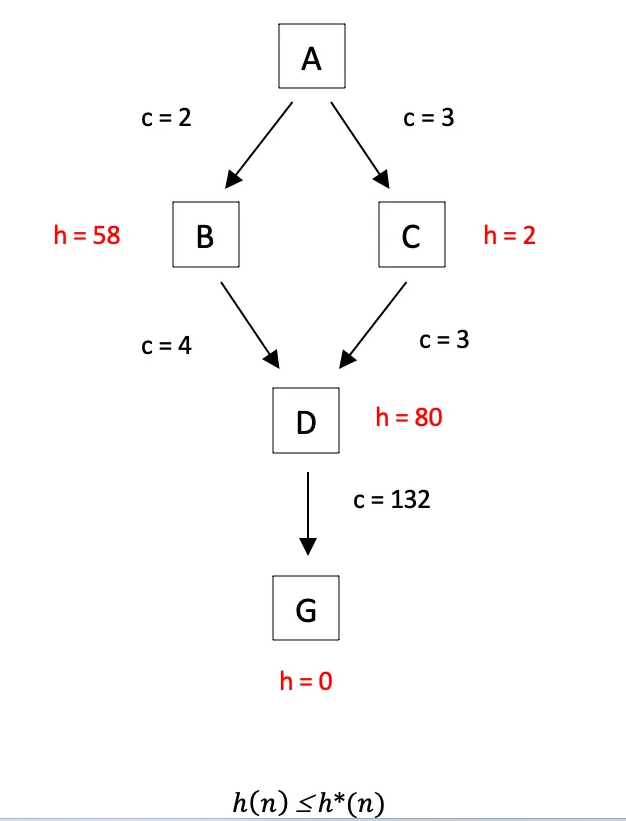 A
c = 2
c = 3
h = 58
B
C
h = 2
c = 4
c = 3
D
h = 80
c = 132
G
h = 0
h(n) ≤h*(n)